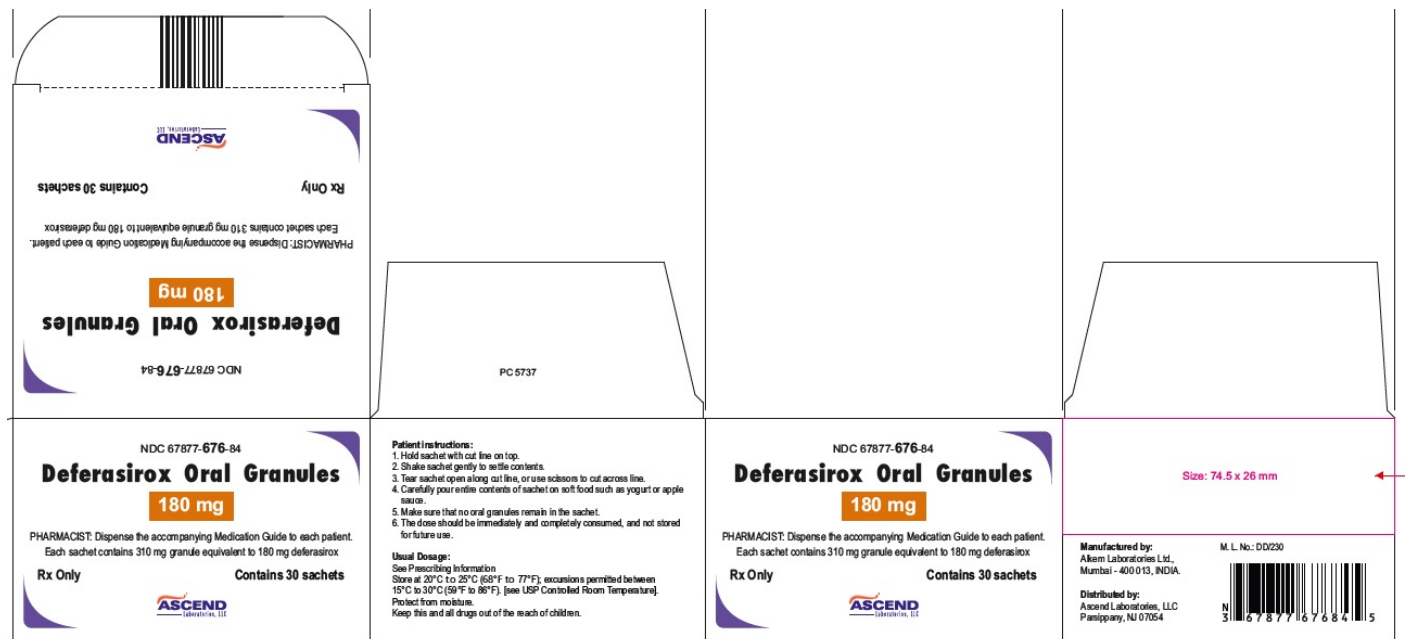 ASCEND
Laboratories, LLC
Rx Only
Contains 30 sachets
Each sachet contains 310 mg granule equivalent to 180 mg deferasirox
PHARMACIST: Dispense the accompanying Medication Guide to each patient.
180 mg
Deferasirox Oral Granules
NDC 67877-676-84
PC 5737
NDC 67877-676-84
Deferasirox Oral Granules
180 mg
PHARMACIST: Dispense the accompanying Medication Guide to each patient.
Each sachet contains 310 mg granule equivalent to 180 mg deferasirox
Rx Only
Contains 30 sachets
ASCEND
Laboratories, LLC
Patient instructions:
1. Hold sachet with cut line on top.
2. Shake sachet gently to settle contents.
3. Tear sachet open along cut line, or use scissors to cut across line.
4. Carefully pour entire contents of sachet on soft food such as yogurt or apple
sauce.
5. Make sure that no oral granules remain in the sachet.
6. The dose should be immediately and completely consumed, and not stored
for future use.
Usual Dosage:
See Prescribing Information
Store at 20°C to 25°C (68°F to 77°F); excursions permitted between
15°C to 30°C (59°F to 86°F). [see USP Controlled Room Temperature].
Protect from moisture.
Keep this and all drugs out of the reach of children.
NDC 67877-676-84
Deferasirox Oral Granules
180 mg
PHARMACIST: Dispense the accompanying Medication Guide to each patient.
Each sachet contains 310 mg granule equivalent to 180 mg deferasirox
Rx Only
Contains 30 sachets
ASCEND
Laboratories, LLC
Size: 74.5 x 26 mm
Manufactured by:
Alkem Laboratories Ltd.,
Mumbai - 400 013, INDIA.
Distributed by:
Ascend Laboratories, LLC
Parsippany, NJ 07054
M. L. No.: DD/230
N
3 67877 67684 5